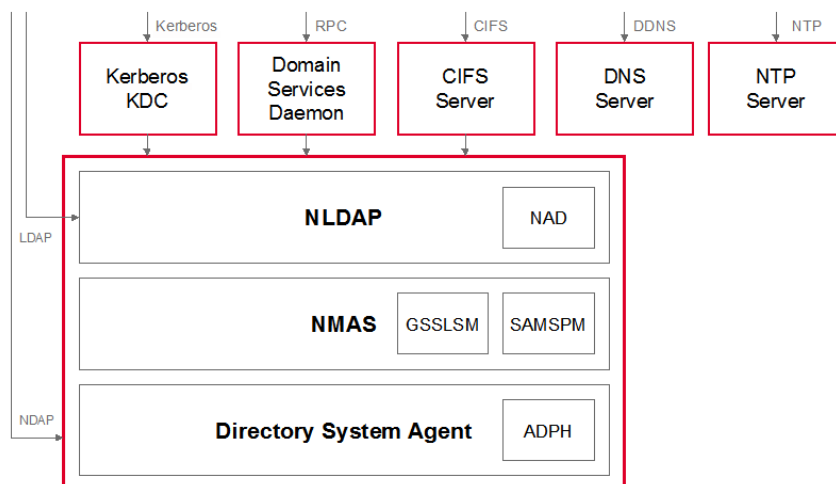 Kerberos
RPC
CIFS
DDNS
NTP
Kerberos
KDC
Domain
Services
Daemon
CIFS
Server
DNS
Server
NTP
Server
NLDAP
NAD
LDAP
NMAS
GSSLSM
SAMSPM
NDAP
Directory System Agent
ADPH